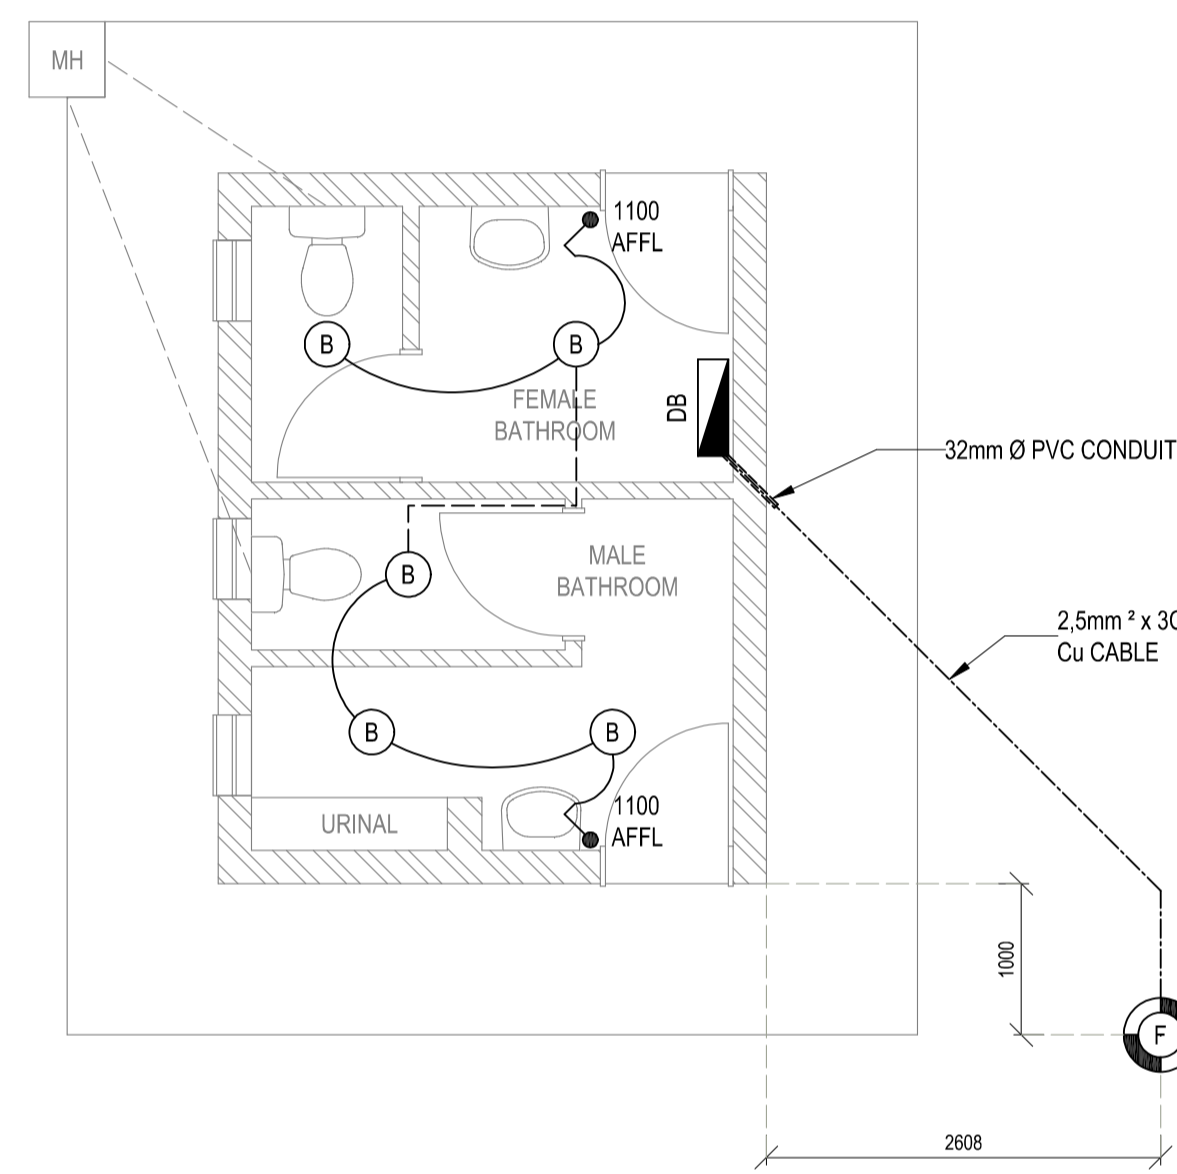 MH
1100
AFFL
B
B
FEMALE
BATHROOM
DB
32mm Ø PVC CONDUIT
MALE
BATHROOM
B
2,5mm ² x 3C
Cu CABLE
B
B
1100
AFFL
URINAL
1000
F
2608